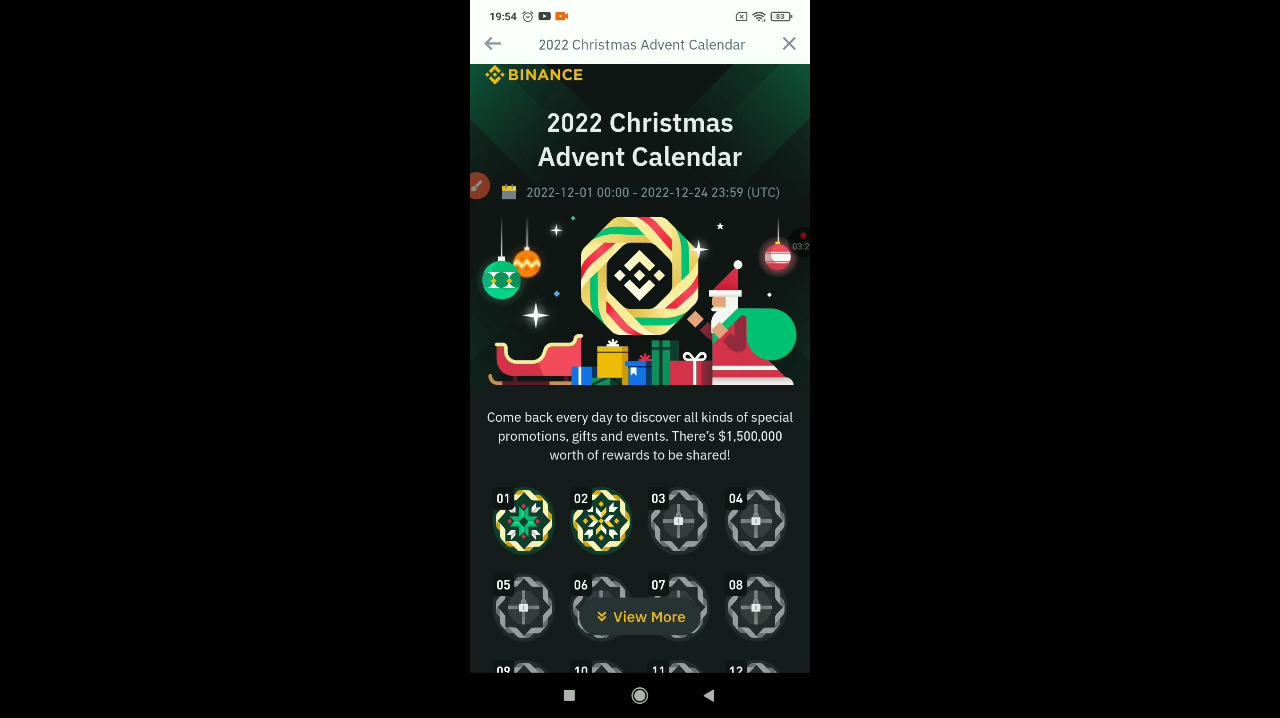 19:54
83
2022 Christmas Advent Calendar
BINANCE
2022 Christmas
Advent Calendar
2022-12-01 00:00 - 2022-12-24 23:59 (UTC)
03:2
Come back every day to discover all kinds of special
promotions, gifts and events. There's $1,500,000
worth of rewards to be shared!
01 02 03 04
05 06 07 08
View More
09 10 11 12